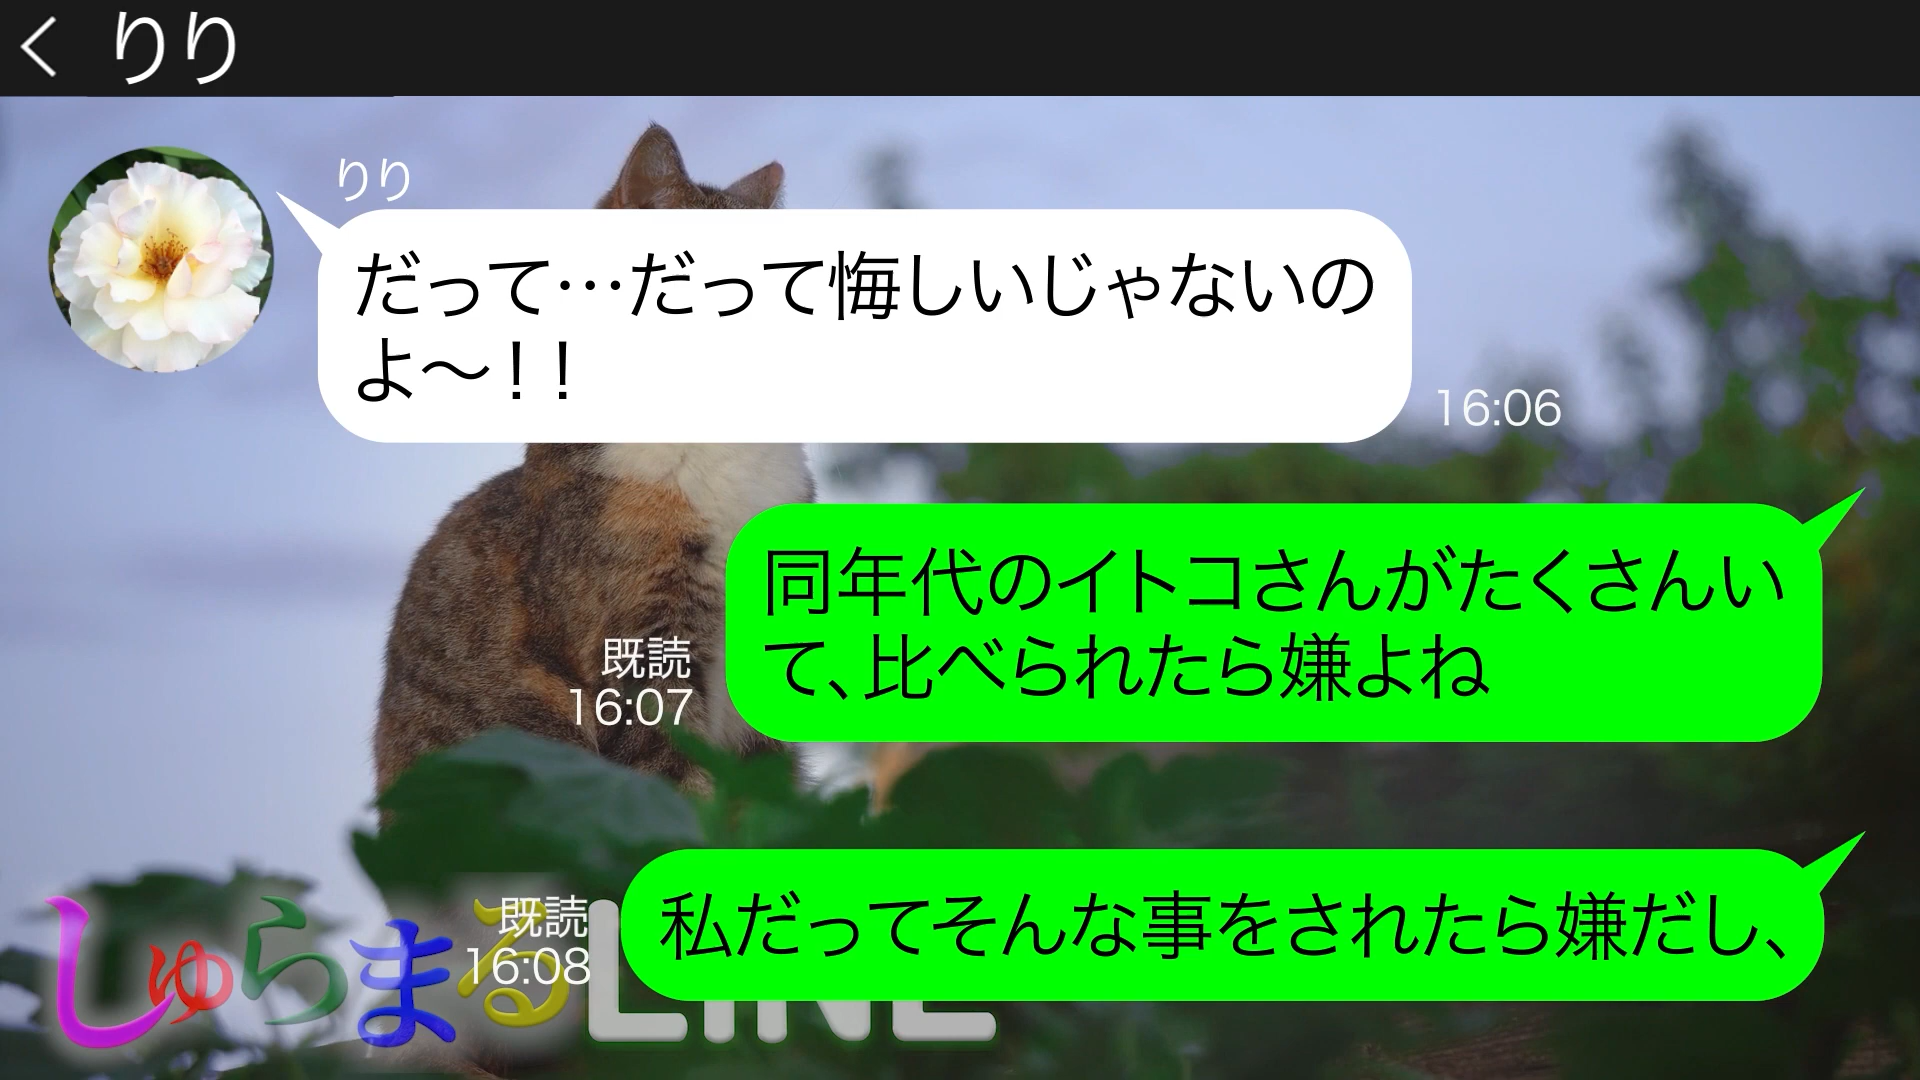 りり
りり
だって…だって悔しいじゃないの
よ〜！！
16:06
同年代のイトコさんがたくさんい
て、比べられたら嫌よね
既読
16:07
私だってそんな事をされたら嫌だし、
既読
16:08
しゅらまるLINE